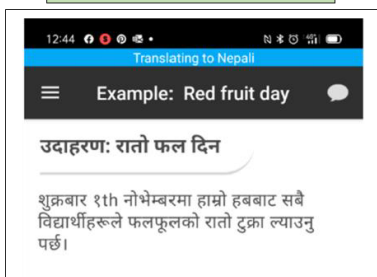 12:44
Translating to Nepali
Example: Red fruit day
उदाहरण: रातो फल दिन
शुक्रबार १th नोभेम्बरमा हाम्रो हबबाट सबै
विद्यार्थीहरूले फलफूलको रातो टुक्रा ल्याउनु
पर्छ।